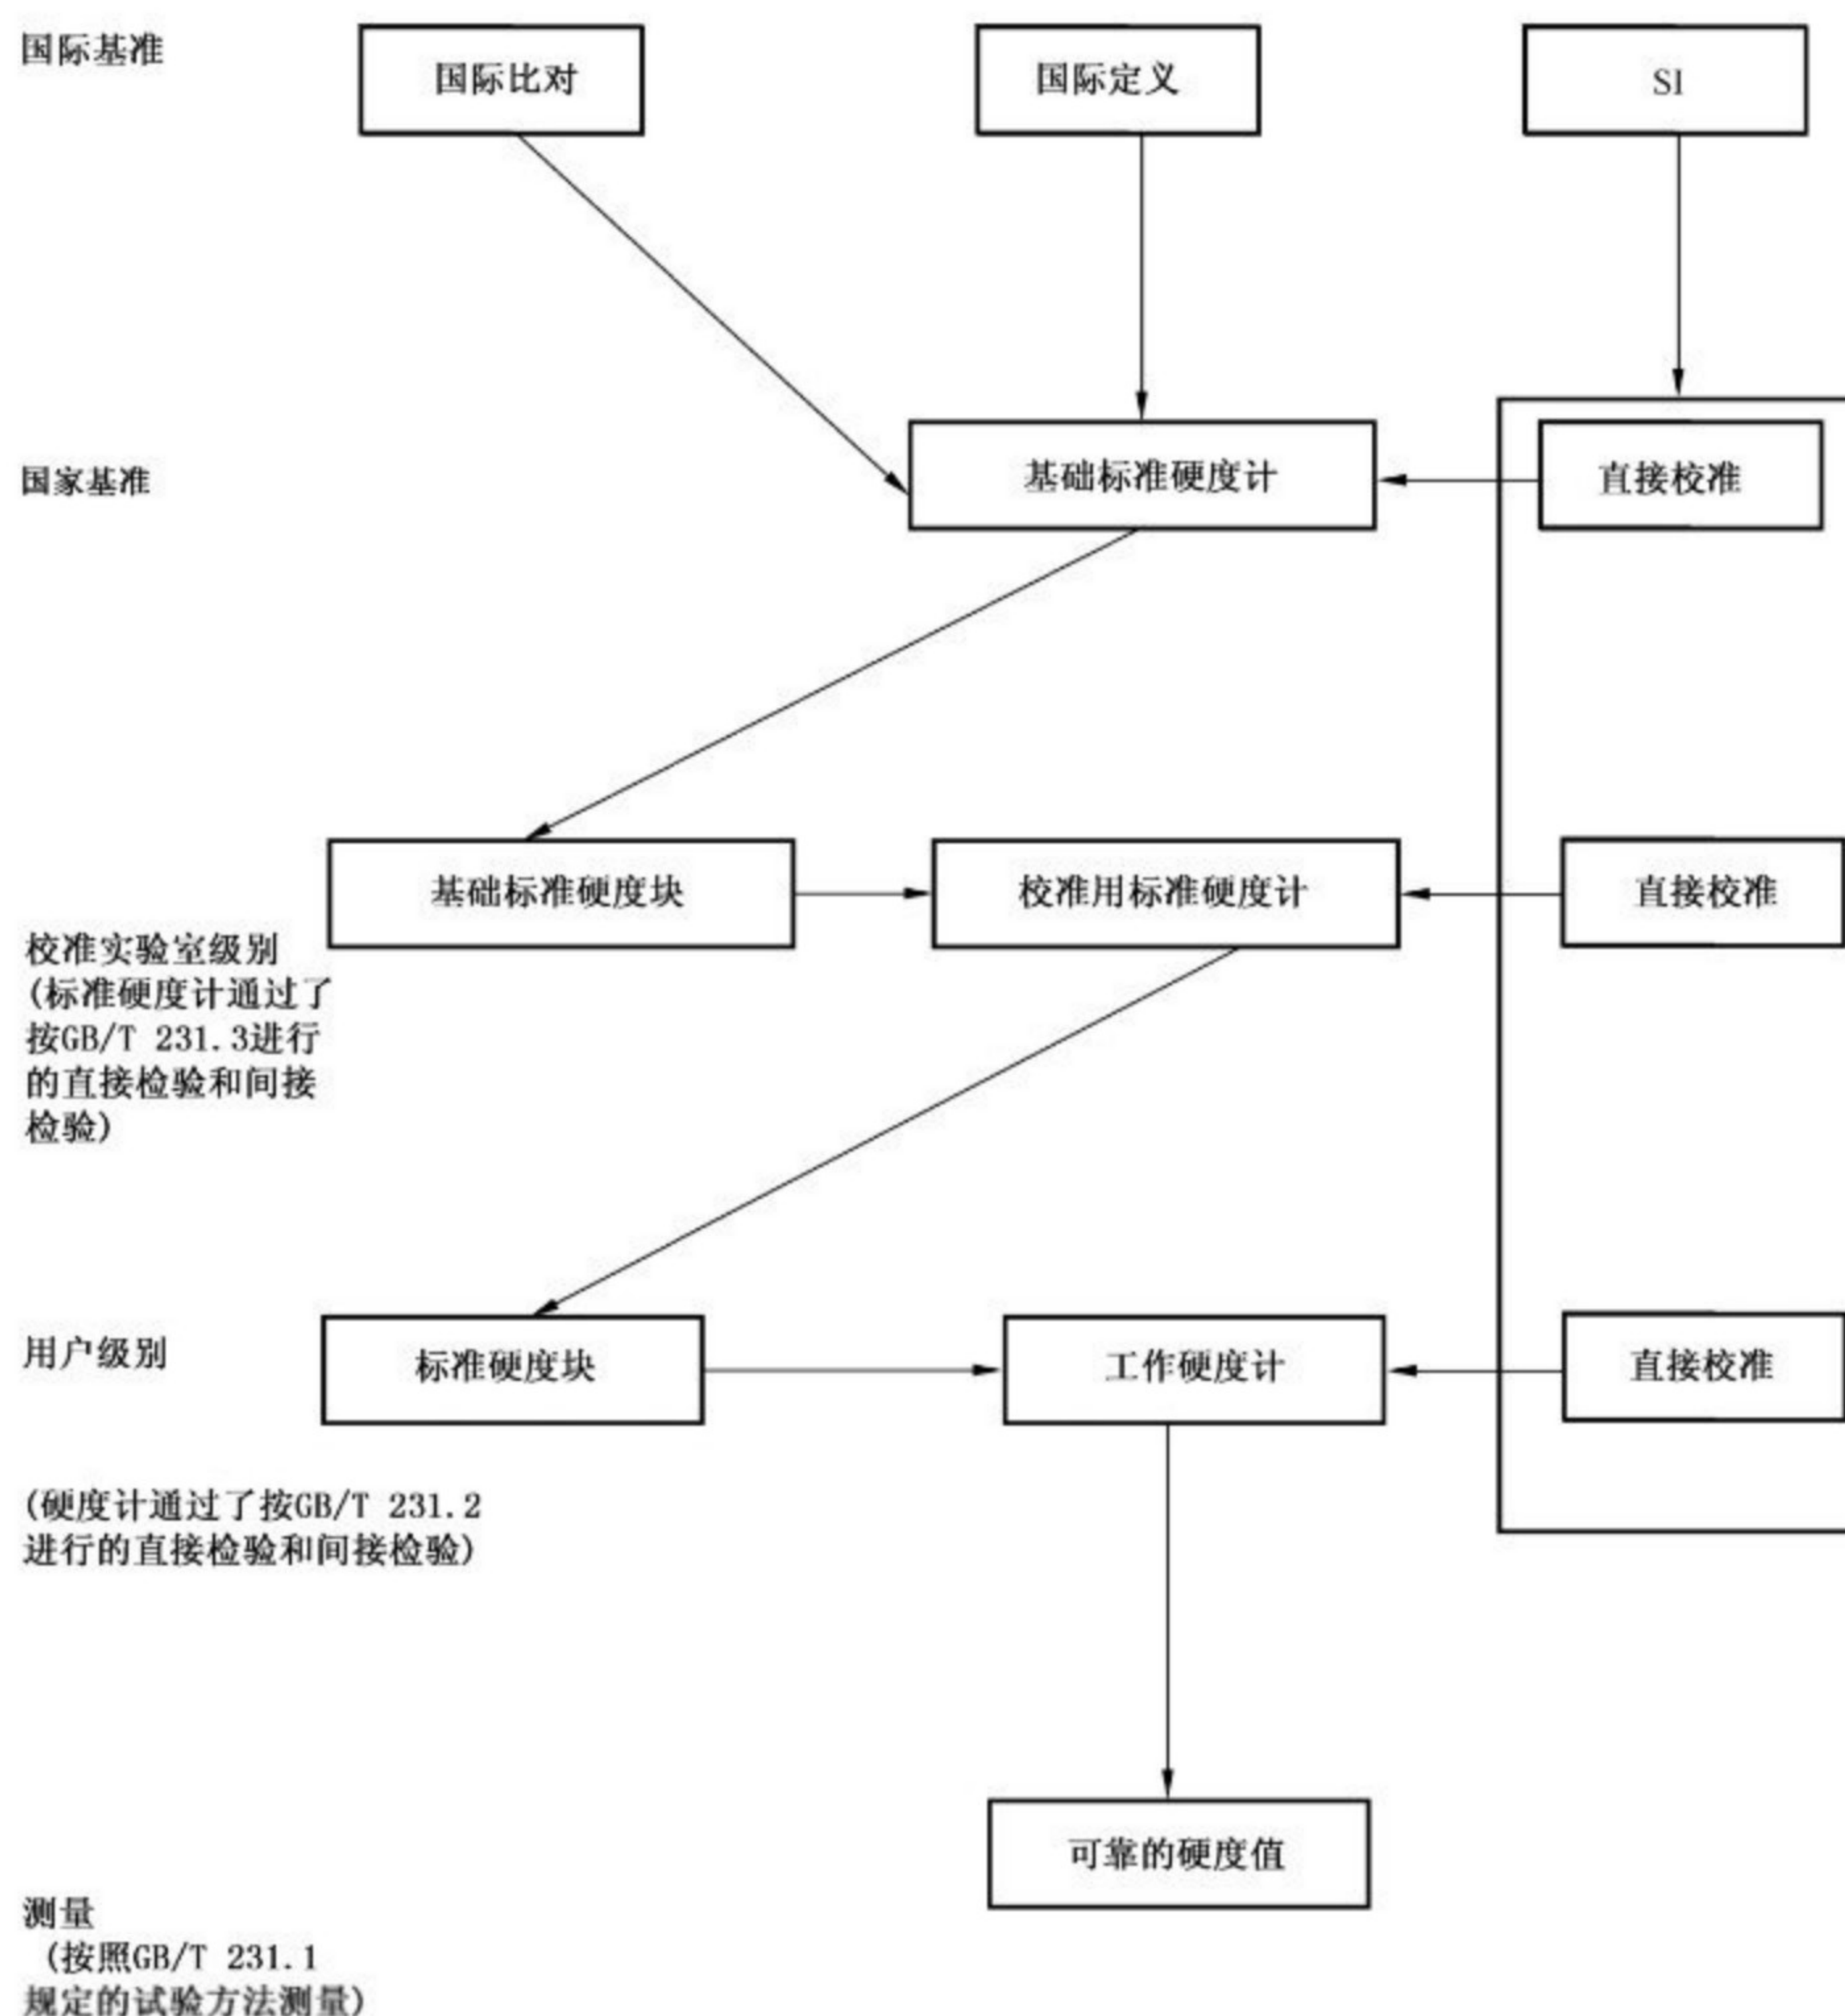 国际基准
国际比对
国际定义
SI
国家基准
基础标准硬度计
直接校准
基础标准硬度块
校准用标准硬度计
直接校准
校准实验室级别
(标准硬度计通过了
按GB/T 231.3进行
的直接检验和间接
检验)
用户级别
标准硬度块
工作硬度计
直接校准
(硬度计通过了按GB/T 231.2
进行的直接检验和间接检验)
可靠的硬度值
测量
(按照GB/T 231.1
规定的试验方法测量)